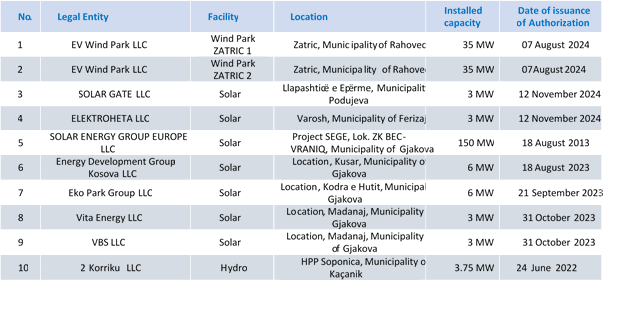 No. Legal Entity Facility Location Installed capacity Date of issuance of Authorization
1 EV Wind Park LLC Wind Park ZATRIC 1 Zatric, Municipality of Rahovec 35 MW 07 August 2024
2 EV Wind Park LLC Wind Park ZATRIC 2 Zatric, Municipality of Rahovec 35 MW 07August 2024
3 SOLAR GATE LLC Solar Llapashticë e Epërme, Municipalit Podujeva 3 MW 12 November 2024
4 ELEKTROHETA LLC Solar Varosh, Municipality of Ferizaj 3 MW 12 November 2024
5 SOLAR ENERGY GROUP EUROPE LLC Solar Project SEGE, Lok. ZK BEC-VRANIQ, Municipality of Gjakova 150 MW 18 August 2013
6 Energy Development Group Kosova LLC Solar Location, Kusar, Municipality o Gjakova 6 MW 18 August 2023
7 Eko Park Group LLC Solar Location, Kodra e Hutit, Municipal Gjakova 6 MW 21 September 2023
8 Vita Energy LLC Solar Location, Madanaj, Municipality Gjakova 3 MW 31 October 2023
9 VBS LLC Solar Location, Madanaj, Municipality of Gjakova 3 MW 31 October 2023
10 2 Korriku LLC Hydro HPP Soponica, Municipality o Kaçanik 3.75 MW 24 June 2022